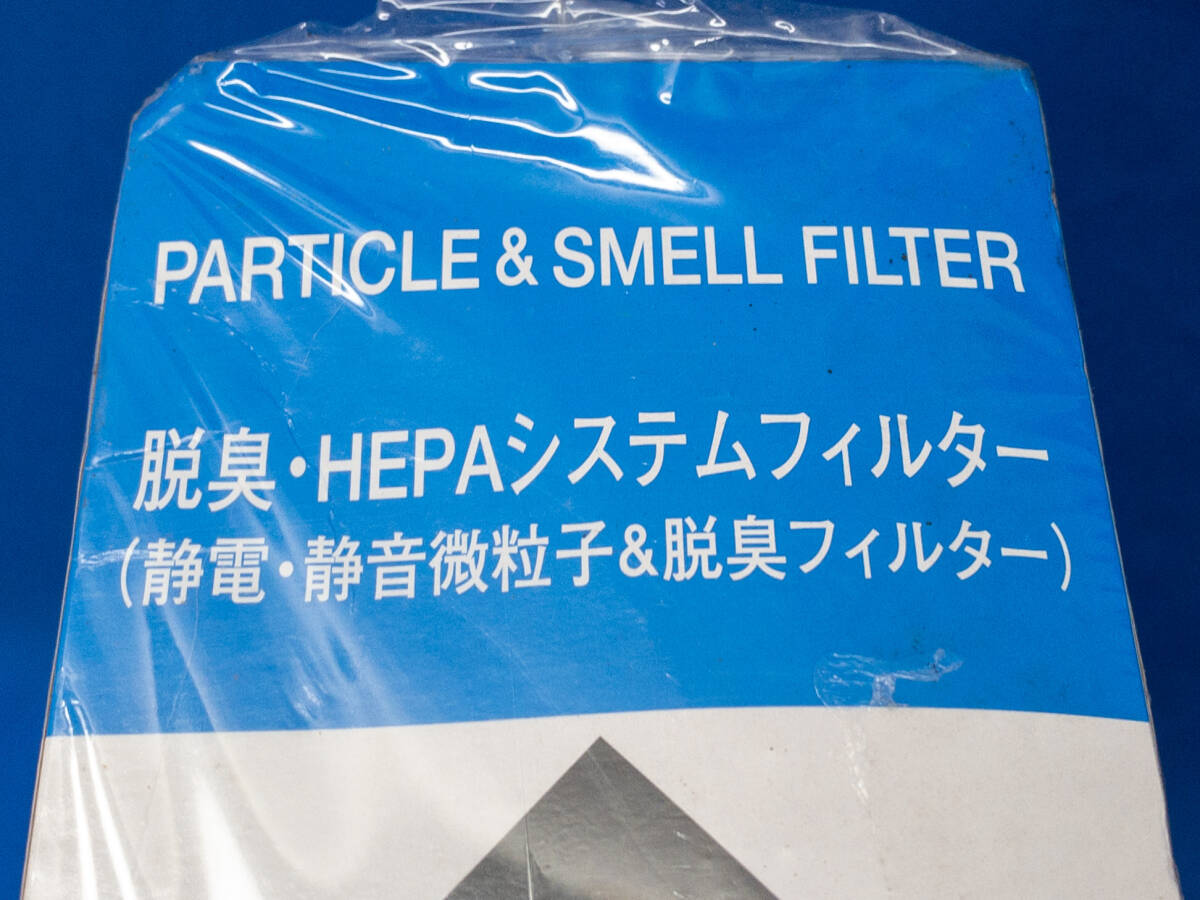 PARTICLE & SMELL FILTER
脱臭・HEPAシステムフィルター
(静電・静音微粒子&脱臭フィルター)